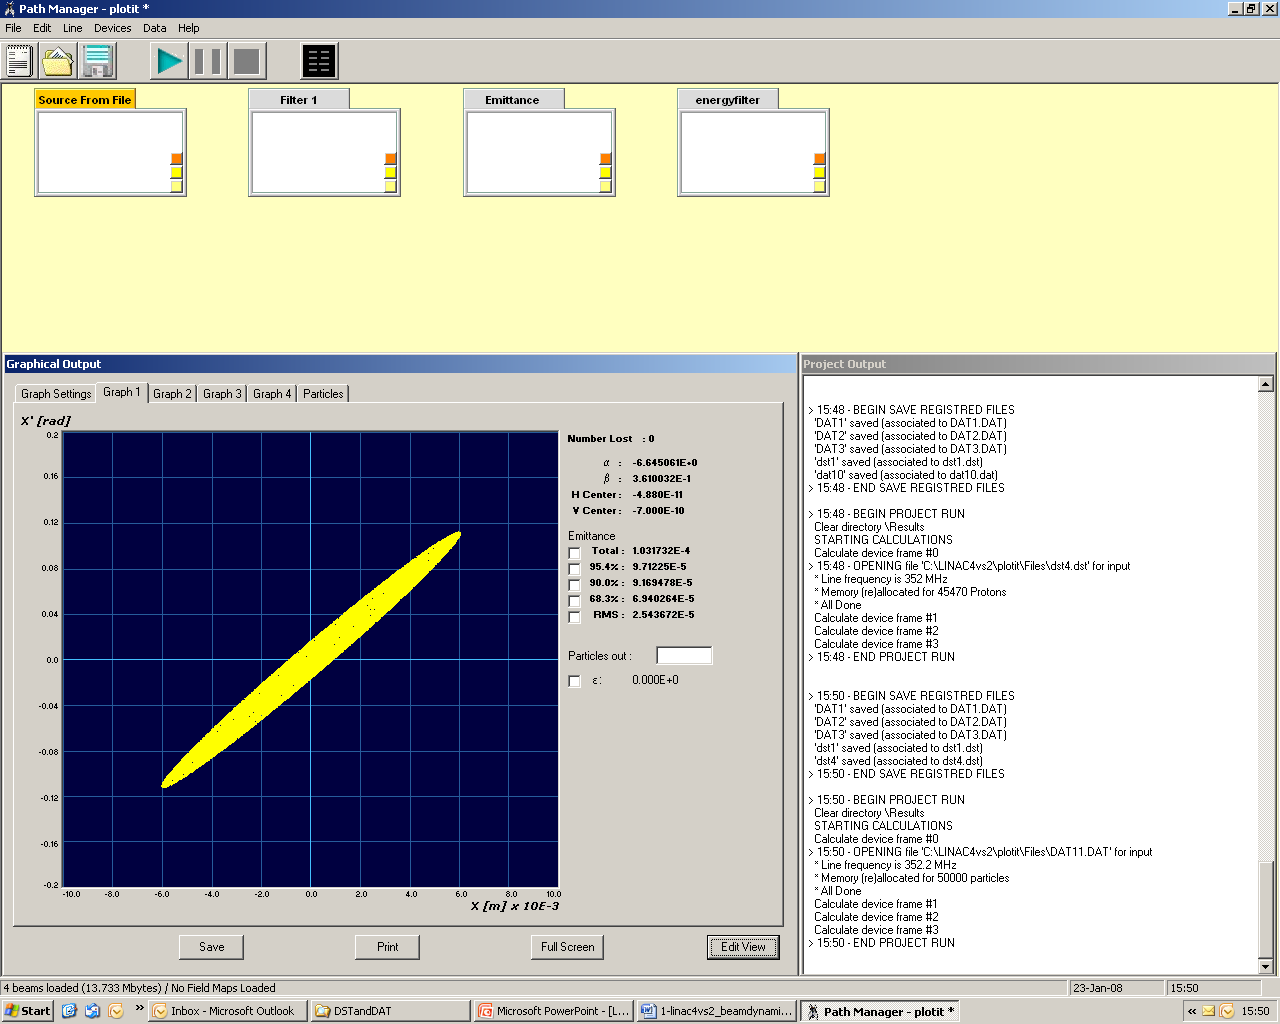 Path Manager - plotit *
File Edit Line Devices Data Help
Source From File
Filter 1
Emittance
energyfilter
Graphical Output
Graph Settings Graph 1 Graph 2 Graph 3 Graph 4 Particles
X' [rad]
0.2
0.16
0.12
0.08
0.04
0.0
-0.04
-0.08
-0.12
-0.16
-0.2
-10.0 -8.0 -6.0 -4.0 -2.0 0.0 2.0 4.0 6.0 8.0 10.0
X [m] x 10E-3
Number Lost : 0
α : -6.645061E+0
β : 3.610032E-1
H Center : -4.880E-11
V Center : -7.000E-10
Emittance
Total : 1.031732E-4
95.4% : 9.71225E-5
90.0% : 9.169478E-5
68.3% : 6.940264E-5
RMS : 2.543672E-5
Particles out :
ε : 0.000E+0
Save Print Full Screen Edit View
Project Output
> 15:48 - BEGIN SAVE REGISTRED FILES
'DAT1' saved (associated to DAT1.DAT)
'DAT2' saved (associated to DAT2.DAT)
'DAT3' saved (associated to DAT3.DAT)
'dst1' saved (associated to dst1.dst)
'dat10' saved (associated to dat10.dat)
> 15:48 - END SAVE REGISTRED FILES
> 15:48 - BEGIN PROJECT RUN
Clear directory \Results
STARTING CALCULATIONS
Calculate device frame #0
> 15:48 - OPENING file 'C:\LINAC4vs2\plotit\Files\dst4.dst' for input
* Line frequency is 352 MHz
* Memory (re)allocated for 45470 Protons
* All Done
Calculate device frame #1
Calculate device frame #2
Calculate device frame #3
> 15:48 - END PROJECT RUN
> 15:50 - BEGIN SAVE REGISTRED FILES
'DAT1' saved (associated to DAT1.DAT)
'DAT2' saved (associated to DAT2.DAT)
'DAT3' saved (associated to DAT3.DAT)
'dst1' saved (associated to dst1.dst)
'dst4' saved (associated to dst4.dst)
> 15:50 - END SAVE REGISTRED FILES
> 15:50 - BEGIN PROJECT RUN
Clear directory \Results
STARTING CALCULATIONS
Calculate device frame #0
> 15:50 - OPENING file 'C:\LINAC4vs2\plotit\Files\DAT11.DAT' for input
* Line frequency is 352.2 MHz
* Memory (re)allocated for 50000 particles
* All Done
Calculate device frame #1
Calculate device frame #2
Calculate device frame #3
> 15:50 - END PROJECT RUN
4 beams loaded (13.733 Mbytes) / No Field Maps Loaded
23-Jan-08
15:50
Start
Inbox - Microsoft Outlook
DSTandDAT
Microsoft PowerPoint - [L...
1-linac4vs2_beamdynami...
Path Manager - plotit *
15:50